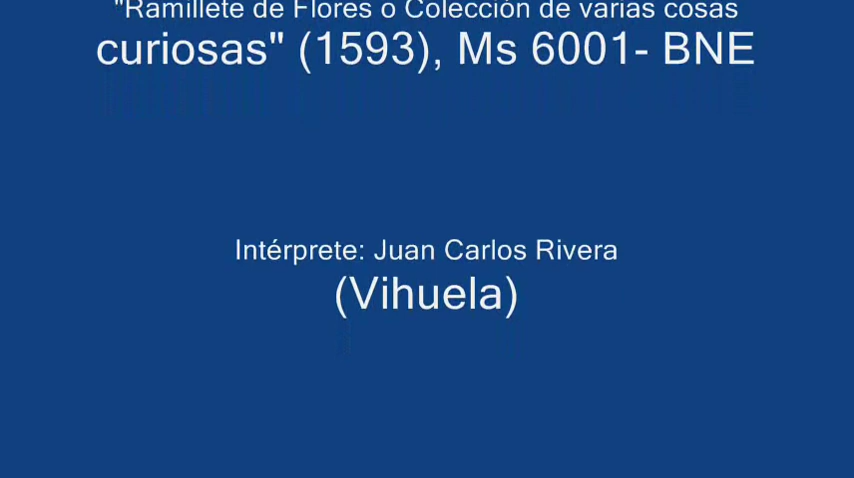 "Ramillete de Flores o Colección de varias cosas
curiosas" (1593), Ms 6001- BNE
Intérprete: Juan Carlos Rivera
(Vihuela)